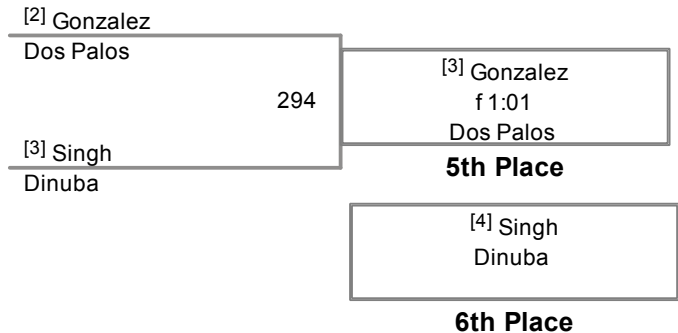 [2] Gonzalez
Dos Palos
294
[3] Singh
Dinuba
[3] Gonzalez
f 1:01
Dos Palos
5th Place
[4] Singh
Dinuba
6th Place